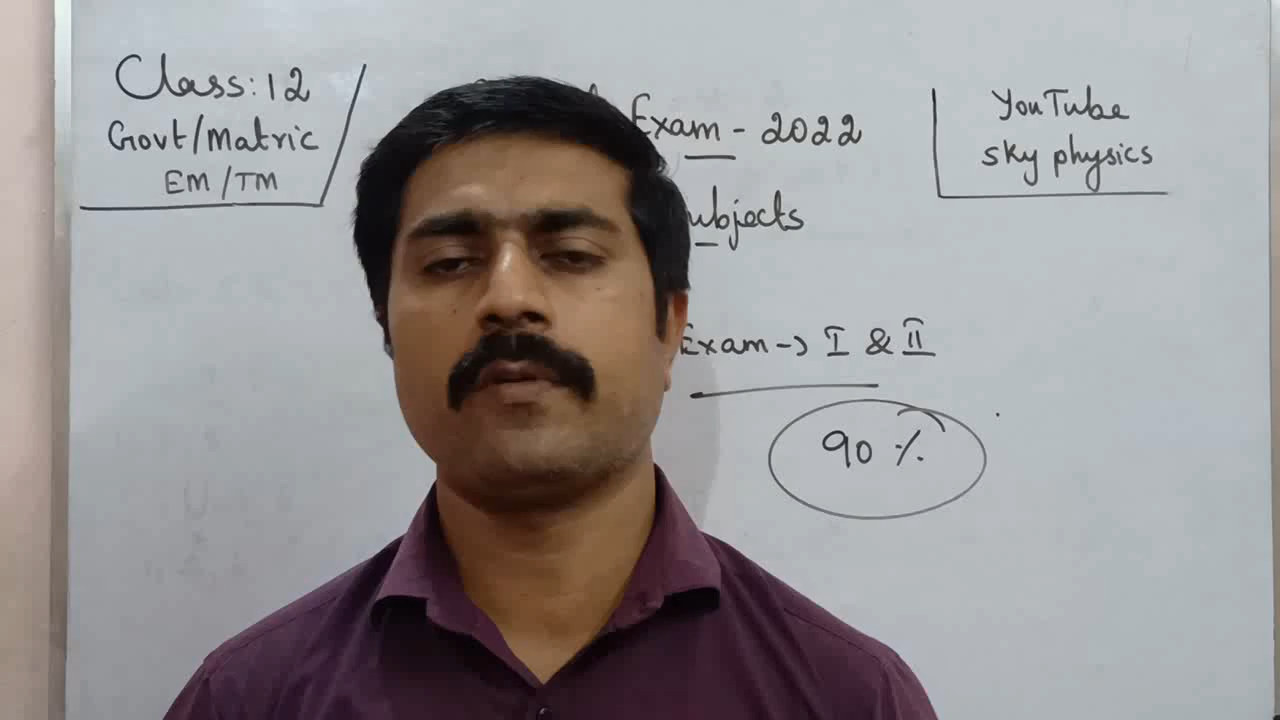 Class: 12
Govt/Matric
EM/TM
Exam - 2022
ubjects
Exam → I & II
90 %
YouTube
sky physics